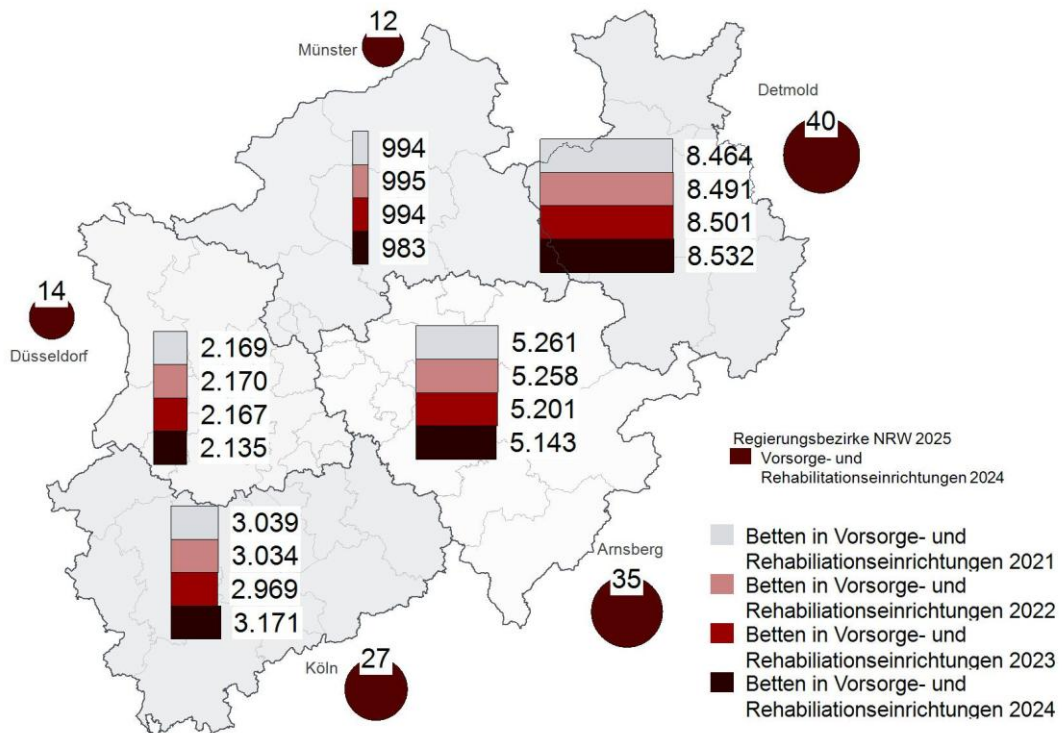 12
Münster
Detmold
40
994
995
994
983
8.464
8.491
8.501
8.532
14
Düsseldorf
2.169
2.170
2.167
2.135
5.261
5.258
5.201
5.143
3.039
3.034
2.969
3.171
Arnsberg
35
Köln
27
Regierungsbezirke NRW 2025
Vorsorge- und
Rehabilitationseinrichtungen 2024
Betten in Vorsorge- und
Rehabiliationseinrichtungen 2021
Betten in Vorsorge- und
Rehabiliationseinrichtungen 2022
Betten in Vorsorge- und
Rehabiliationseinrichtungen 2023
Betten in Vorsorge- und
Rehabiliationseinrichtungen 2024